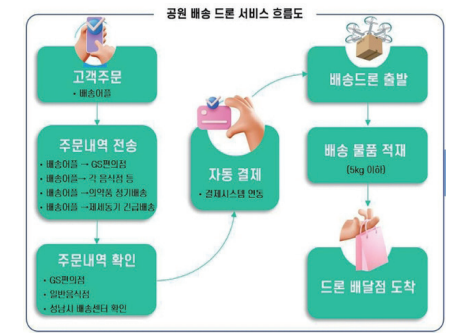 공원 배송 드론 서비스 흐름도
고객주문
• 배송어플
주문내역 전송
• 배송어플 → GS편의점
• 배송어플→ 각 음식점 등
• 배송어플 →의약품 정기배송
• 배송어플 →제세동기 긴급배송
주문내역 확인
• GS편의점
• 일반음식점
• 성남시 배송센터 확인
자동 결제
• 결제시스템 연동
배송드론 출발
배송 물품 적재
(5kg 이하)
드론 배달점 도착